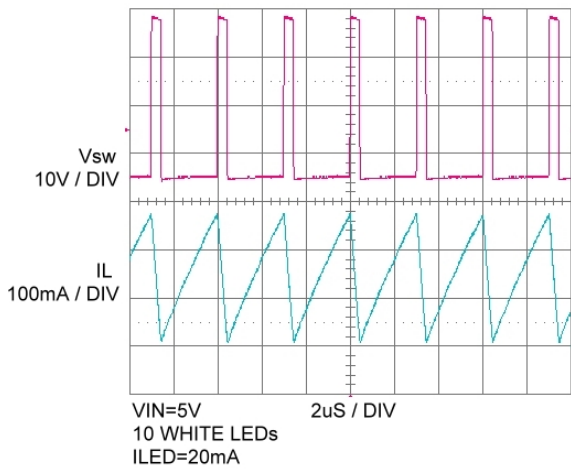 Vsw
10V / DIV
IL
100mA / DIV
VIN=5V
2uS / DIV
10 WHITE LEDs
ILED=20mA